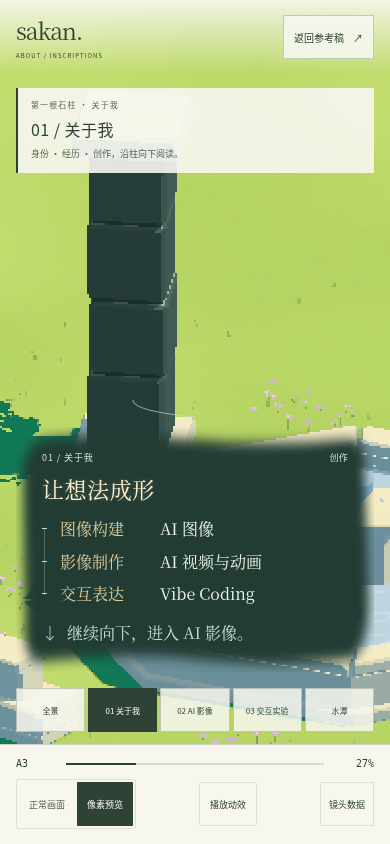 sakan.
返回参考稿 ↗
ABOUT / INSCRIPTIONS
第一根石柱 · 关于我
01 / 关于我
身份 · 经历 · 创作，沿柱向下阅读。
01 / 关于我 创作
让想法成形
图像构建 AI 图像
影像制作 AI 视频与动画
交互表达 Vibe Coding
↓ 继续向下，进入 AI 影像。
全景 01 关于我 02 AI 影像 03 交互实验 水潭
A3 27%
正常画面 像素预览 播放动效 镜头数据